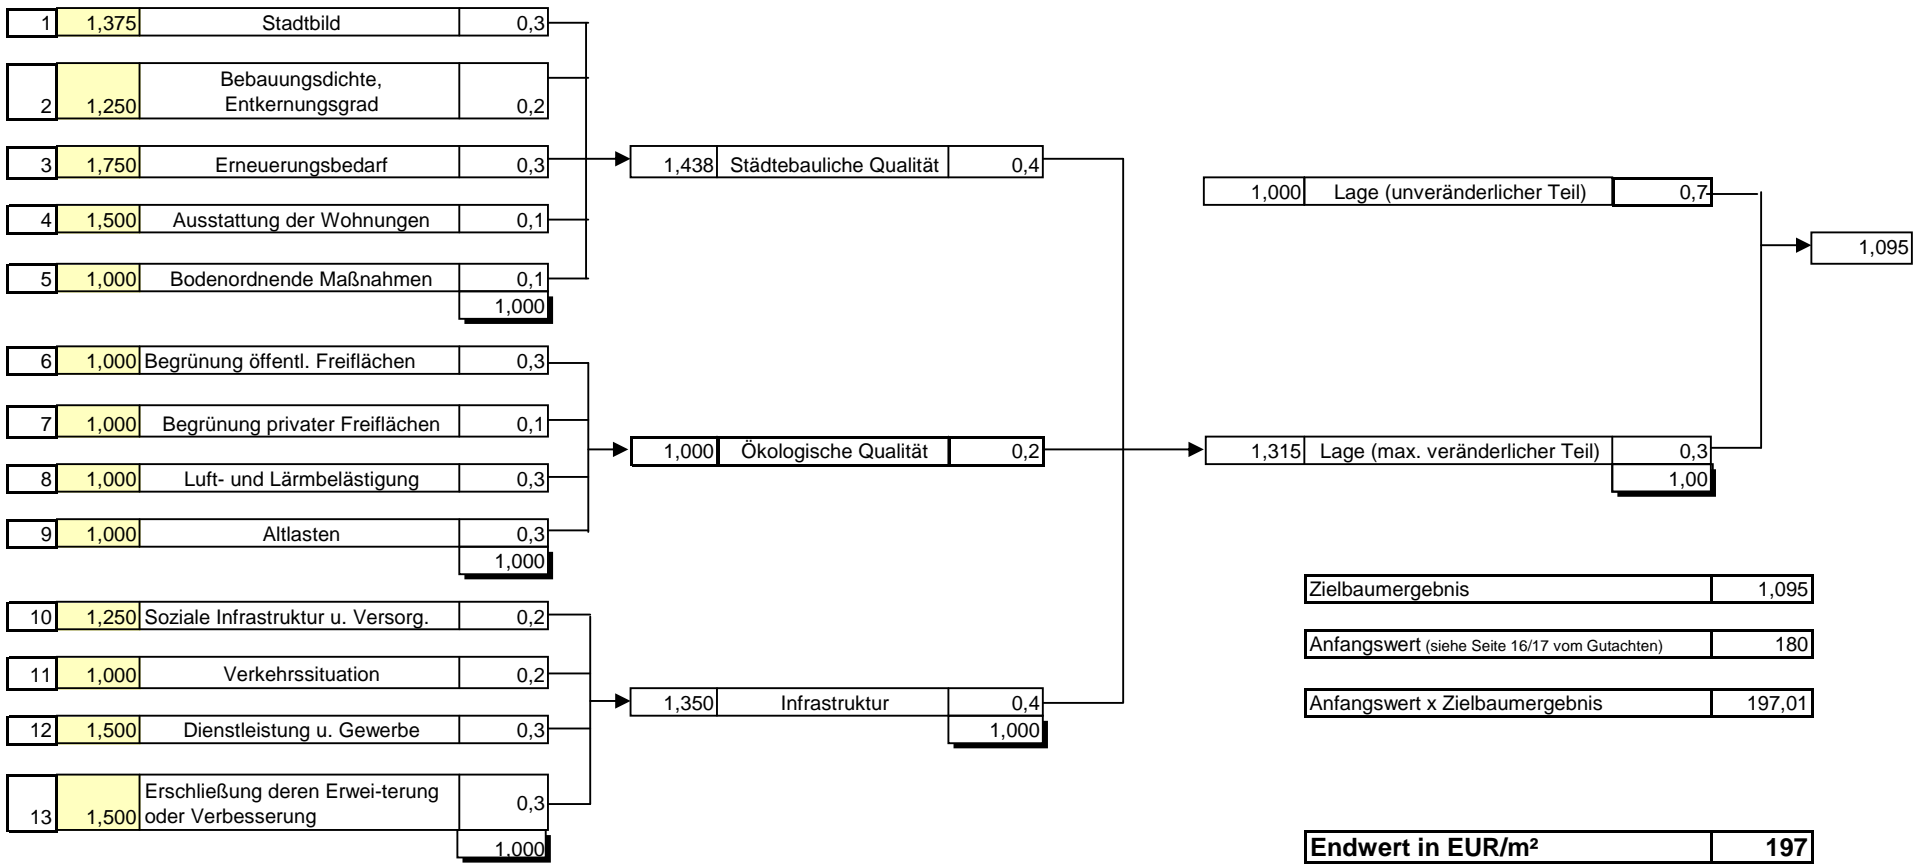 1 1,375 Stadtbild 0,3
Bebauungsdichte,
2 1,250 Entkernungsgrad 0,2
3 1,750 Erneuerungsbedarf 0,3
4 1,500 Ausstattung der Wohnungen 0,1
5 1,000 Bodenordnende Maßnahmen 0,1
1,000
6 1,000 Begrünung öffentl. Freiflächen 0,3
7 1,000 Begrünung privater Freiflächen 0,1
8 1,000 Luft- und Lärmbelästigung 0,3
9 1,000 Altlasten 0,3
1,000
10 1,250 Soziale Infrastruktur u. Versorg. 0,2
11 1,000 Verkehrssituation 0,2
12 1,500 Dienstleistung u. Gewerbe 0,3
Erschließung deren Erwei-terung
13 1,500 oder Verbesserung 0,3
1,000
1,438 Städtebauliche Qualität 0,4
1,000 Ökologische Qualität 0,2
1,350 Infrastruktur 0,4
1,000
1,000 Lage (unveränderlicher Teil) 0,7
1,315 Lage (max. veränderlicher Teil) 0,3
1,00
1,095
Zielbaumergebnis 1,095
Anfangswert (siehe Seite 16/17 vom Gutachten) 180
Anfangswert x Zielbaumergebnis 197,01
Endwert in EUR/m² 197